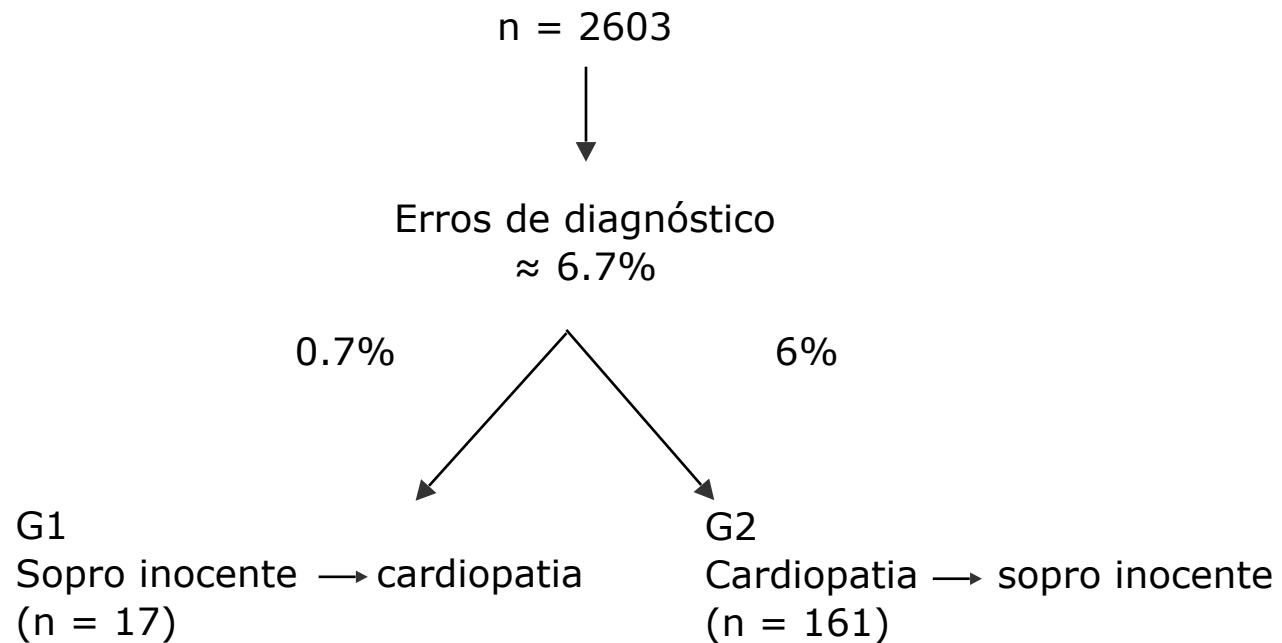 n = 2603
Erros de diagnóstico
≈ 6.7%
0.7%
6%
G1
Sopro inocente → cardiopatia
(n = 17)
G2
Cardiopatia → sopro inocente
(n = 161)